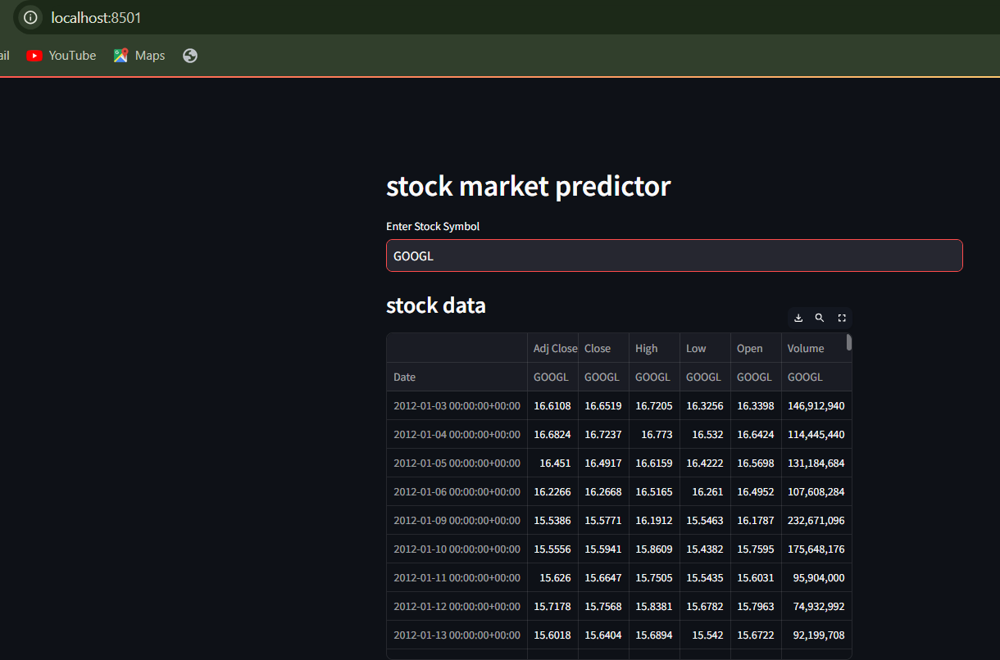 localhost:8501
ail YouTube Maps
stock market predictor
Enter Stock Symbol
GOOGL
stock data
Adj Close Close High Low Open Volume
Date GOOGL GOOGL GOOGL GOOGL GOOGL GOOGL
2012-01-03 00:00:00+00:00 16.6108 16.6519 16.7205 16.3256 16.3398 146,912,940
2012-01-04 00:00:00+00:00 16.6824 16.7237 16.773 16.532 16.6424 114,445,440
2012-01-05 00:00:00+00:00 16.451 16.4917 16.6159 16.4222 16.5698 131,184,684
2012-01-06 00:00:00+00:00 16.2266 16.2668 16.5165 16.261 16.4952 107,608,284
2012-01-09 00:00:00+00:00 15.5386 15.5771 16.1912 15.5463 16.1787 232,671,096
2012-01-10 00:00:00+00:00 15.5556 15.5941 15.8609 15.4382 15.7595 175,648,176
2012-01-11 00:00:00+00:00 15.626 15.6647 15.7505 15.5435 15.6031 95,904,000
2012-01-12 00:00:00+00:00 15.7178 15.7568 15.8381 15.6782 15.7963 74,932,992
2012-01-13 00:00:00+00:00 15.6018 15.6404 15.6894 15.542 15.6722 92,199,708